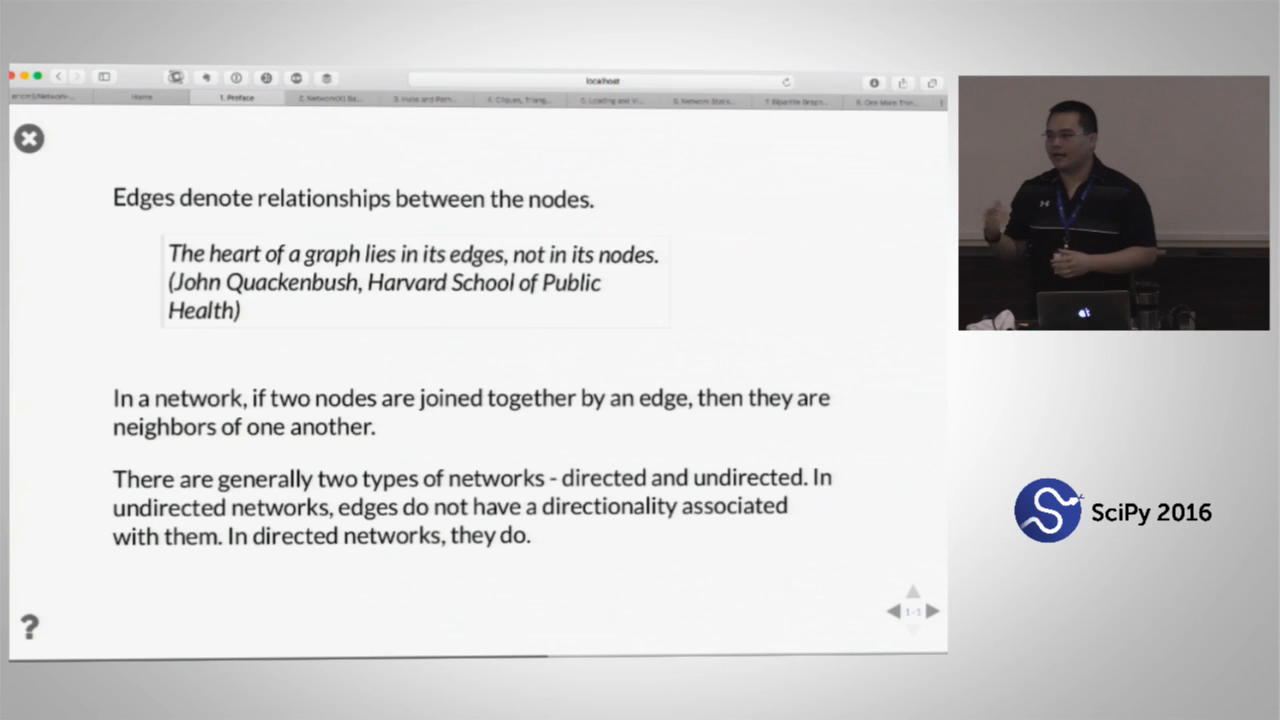 localhost
Home
1. Preface
2. Network(X) Ba...
3. Hubs and Path...
4. Cliques, Triang...
5. Loading and Vi...
6. Network Statis...
7. Bipartite Graph...
8. One More Thin...
Edges denote relationships between the nodes.
The heart of a graph lies in its edges, not in its nodes.
(John Quackenbush, Harvard School of Public
Health)
In a network, if two nodes are joined together by an edge, then they are
neighbors of one another.
There are generally two types of networks - directed and undirected. In
undirected networks, edges do not have a directionality associated
with them. In directed networks, they do.
?
1-1
SciPy 2016